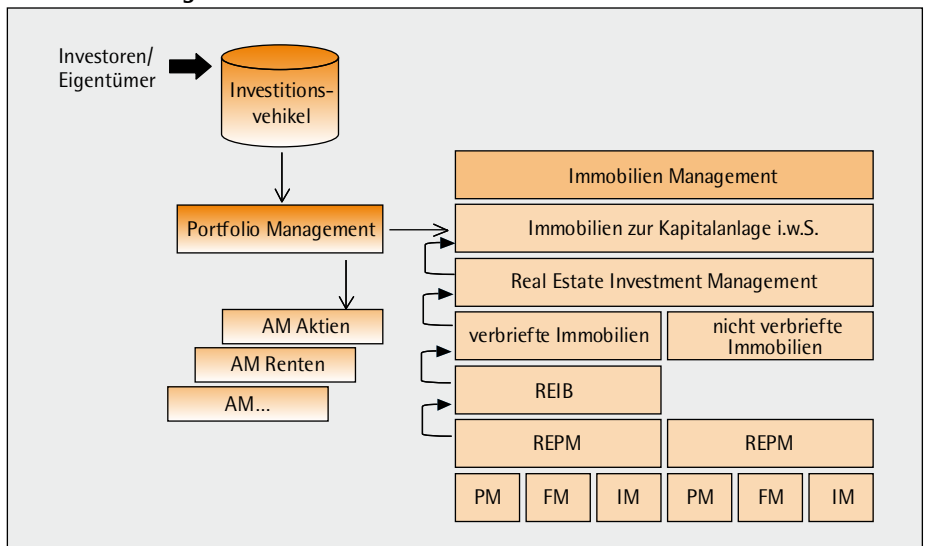 Investoren/
Eigentümer
Investitions-
vehikel
Portfolio Management
AM Aktien
AM Renten
AM...
Immobilien Management
Immobilien zur Kapitalanlage i.w.S.
Real Estate Investment Management
verbriefte Immobilien
nicht verbriefte
Immobilien
REIB
REPM
REPM
PM
FM
IM
PM
FM
IM